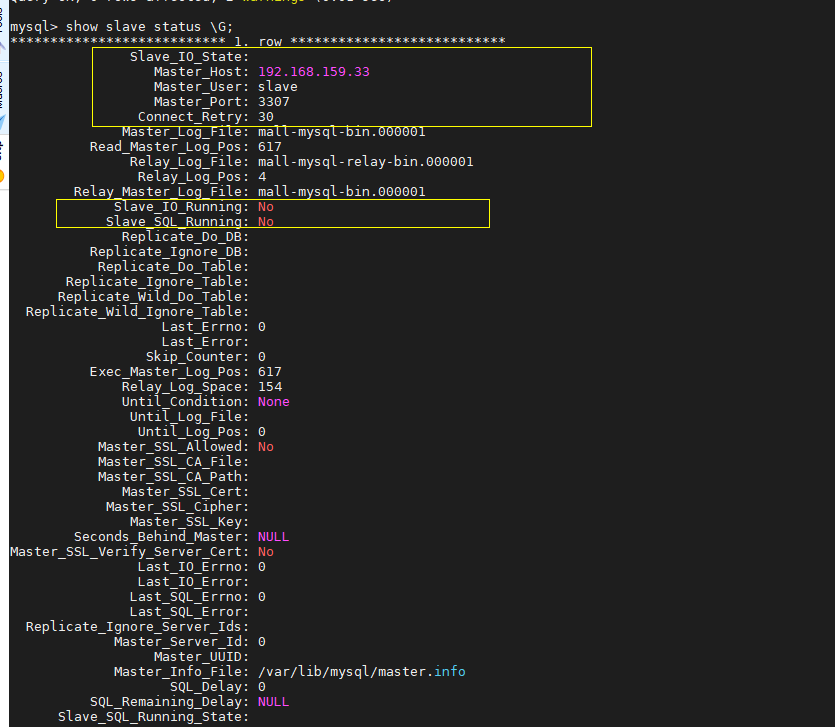 mysql> show slave status \G;
*************************** 1. row ***************************
Slave_IO_State:
Master_Host: 192.168.159.33
Master_User: slave
Master_Port: 3307
Connect_Retry: 30
Master_Log_File: mall-mysql-bin.000001
Read_Master_Log_Pos: 617
Relay_Log_File: mall-mysql-relay-bin.000001
Relay_Log_Pos: 4
Relay_Master_Log_File: mall-mysql-bin.000001
Slave_IO_Running: No
Slave_SQL_Running: No
Replicate_Do_DB:
Replicate_Ignore_DB:
Replicate_Do_Table:
Replicate_Ignore_Table:
Replicate_Wild_Do_Table:
Replicate_Wild_Ignore_Table:
Last_Errno: 0
Last_Error:
Skip_Counter: 0
Exec_Master_Log_Pos: 617
Relay_Log_Space: 154
Until_Condition: None
Until_Log_File:
Until_Log_Pos: 0
Master_SSL_Allowed: No
Master_SSL_CA_File:
Master_SSL_CA_Path:
Master_SSL_Cert:
Master_SSL_Cipher:
Master_SSL_Key:
Seconds_Behind_Master: NULL
Master_SSL_Verify_Server_Cert: No
Last_IO_Errno: 0
Last_IO_Error:
Last_SQL_Errno: 0
Last_SQL_Error:
Replicate_Ignore_Server_Ids:
Master_Server_Id: 0
Master_UUID:
Master_Info_File: /var/lib/mysql/master.info
SQL_Delay: 0
SQL_Remaining_Delay: NULL
Slave_SQL_Running_State: